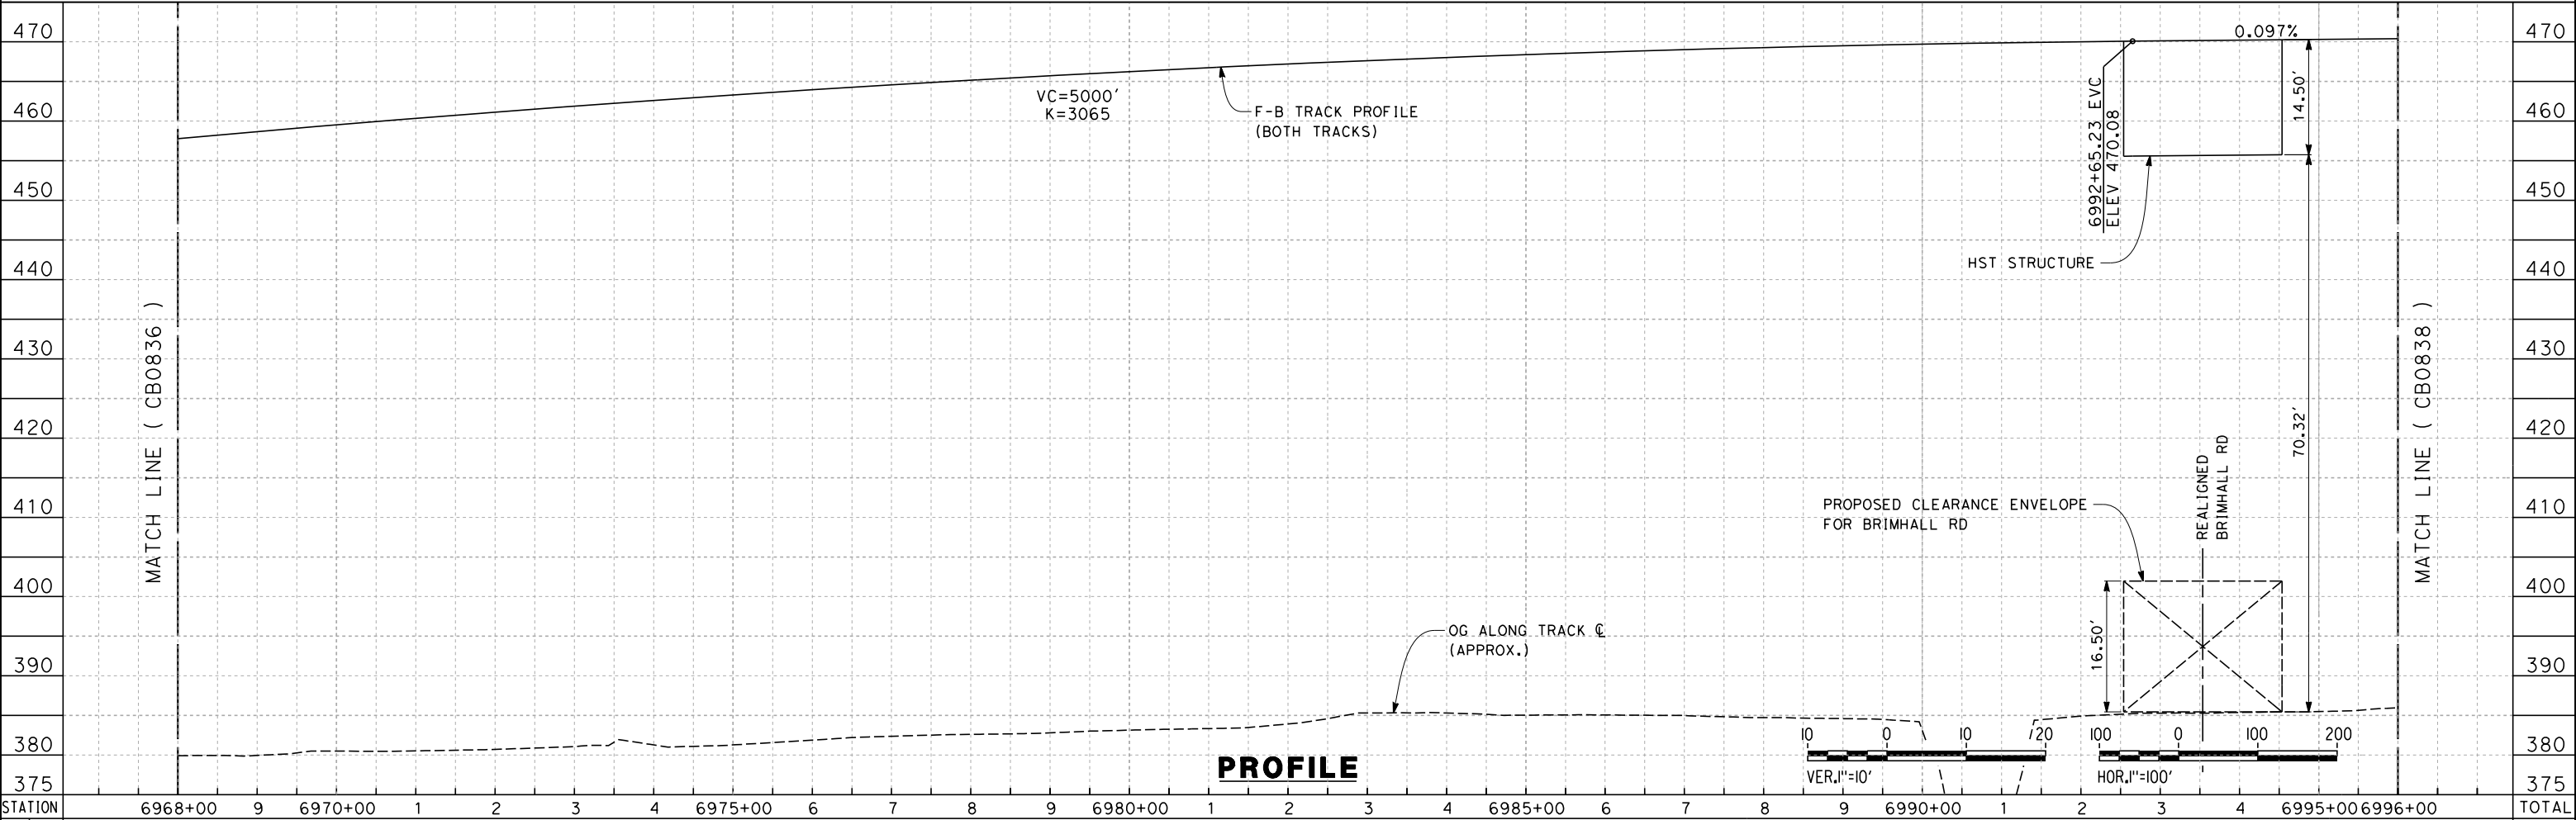 470
460
450
440
430
420
410
400
390
380
375
MATCH LINE ( CB0836 )
VC=5000'
K=3065
F-B TRACK PROFILE
(BOTH TRACKS)
6992+65.23 EVC
ELEV 470.08
0.097%
14.50'
HST STRUCTURE
70.32'
PROPOSED CLEARANCE ENVELOPE
FOR BRIMHALL RD
REALIGNED
BRIMHALL RD
16.50'
OG ALONG TRACK ℄
(APPROX.)
PROFILE
10 0 10 20
VER.1"=10'
100 0 100 200
HOR.1"=100'
MATCH LINE ( CB0838 )
470
460
450
440
430
420
410
400
390
380
375
STATION 6968+00 9 6970+00 1 2 3 4 6975+00 6 7 8 9 6980+00 1 2 3 4 6985+00 6 7 8 9 6990+00 1 2 3 4 6995+00 6996+00 TOTAL